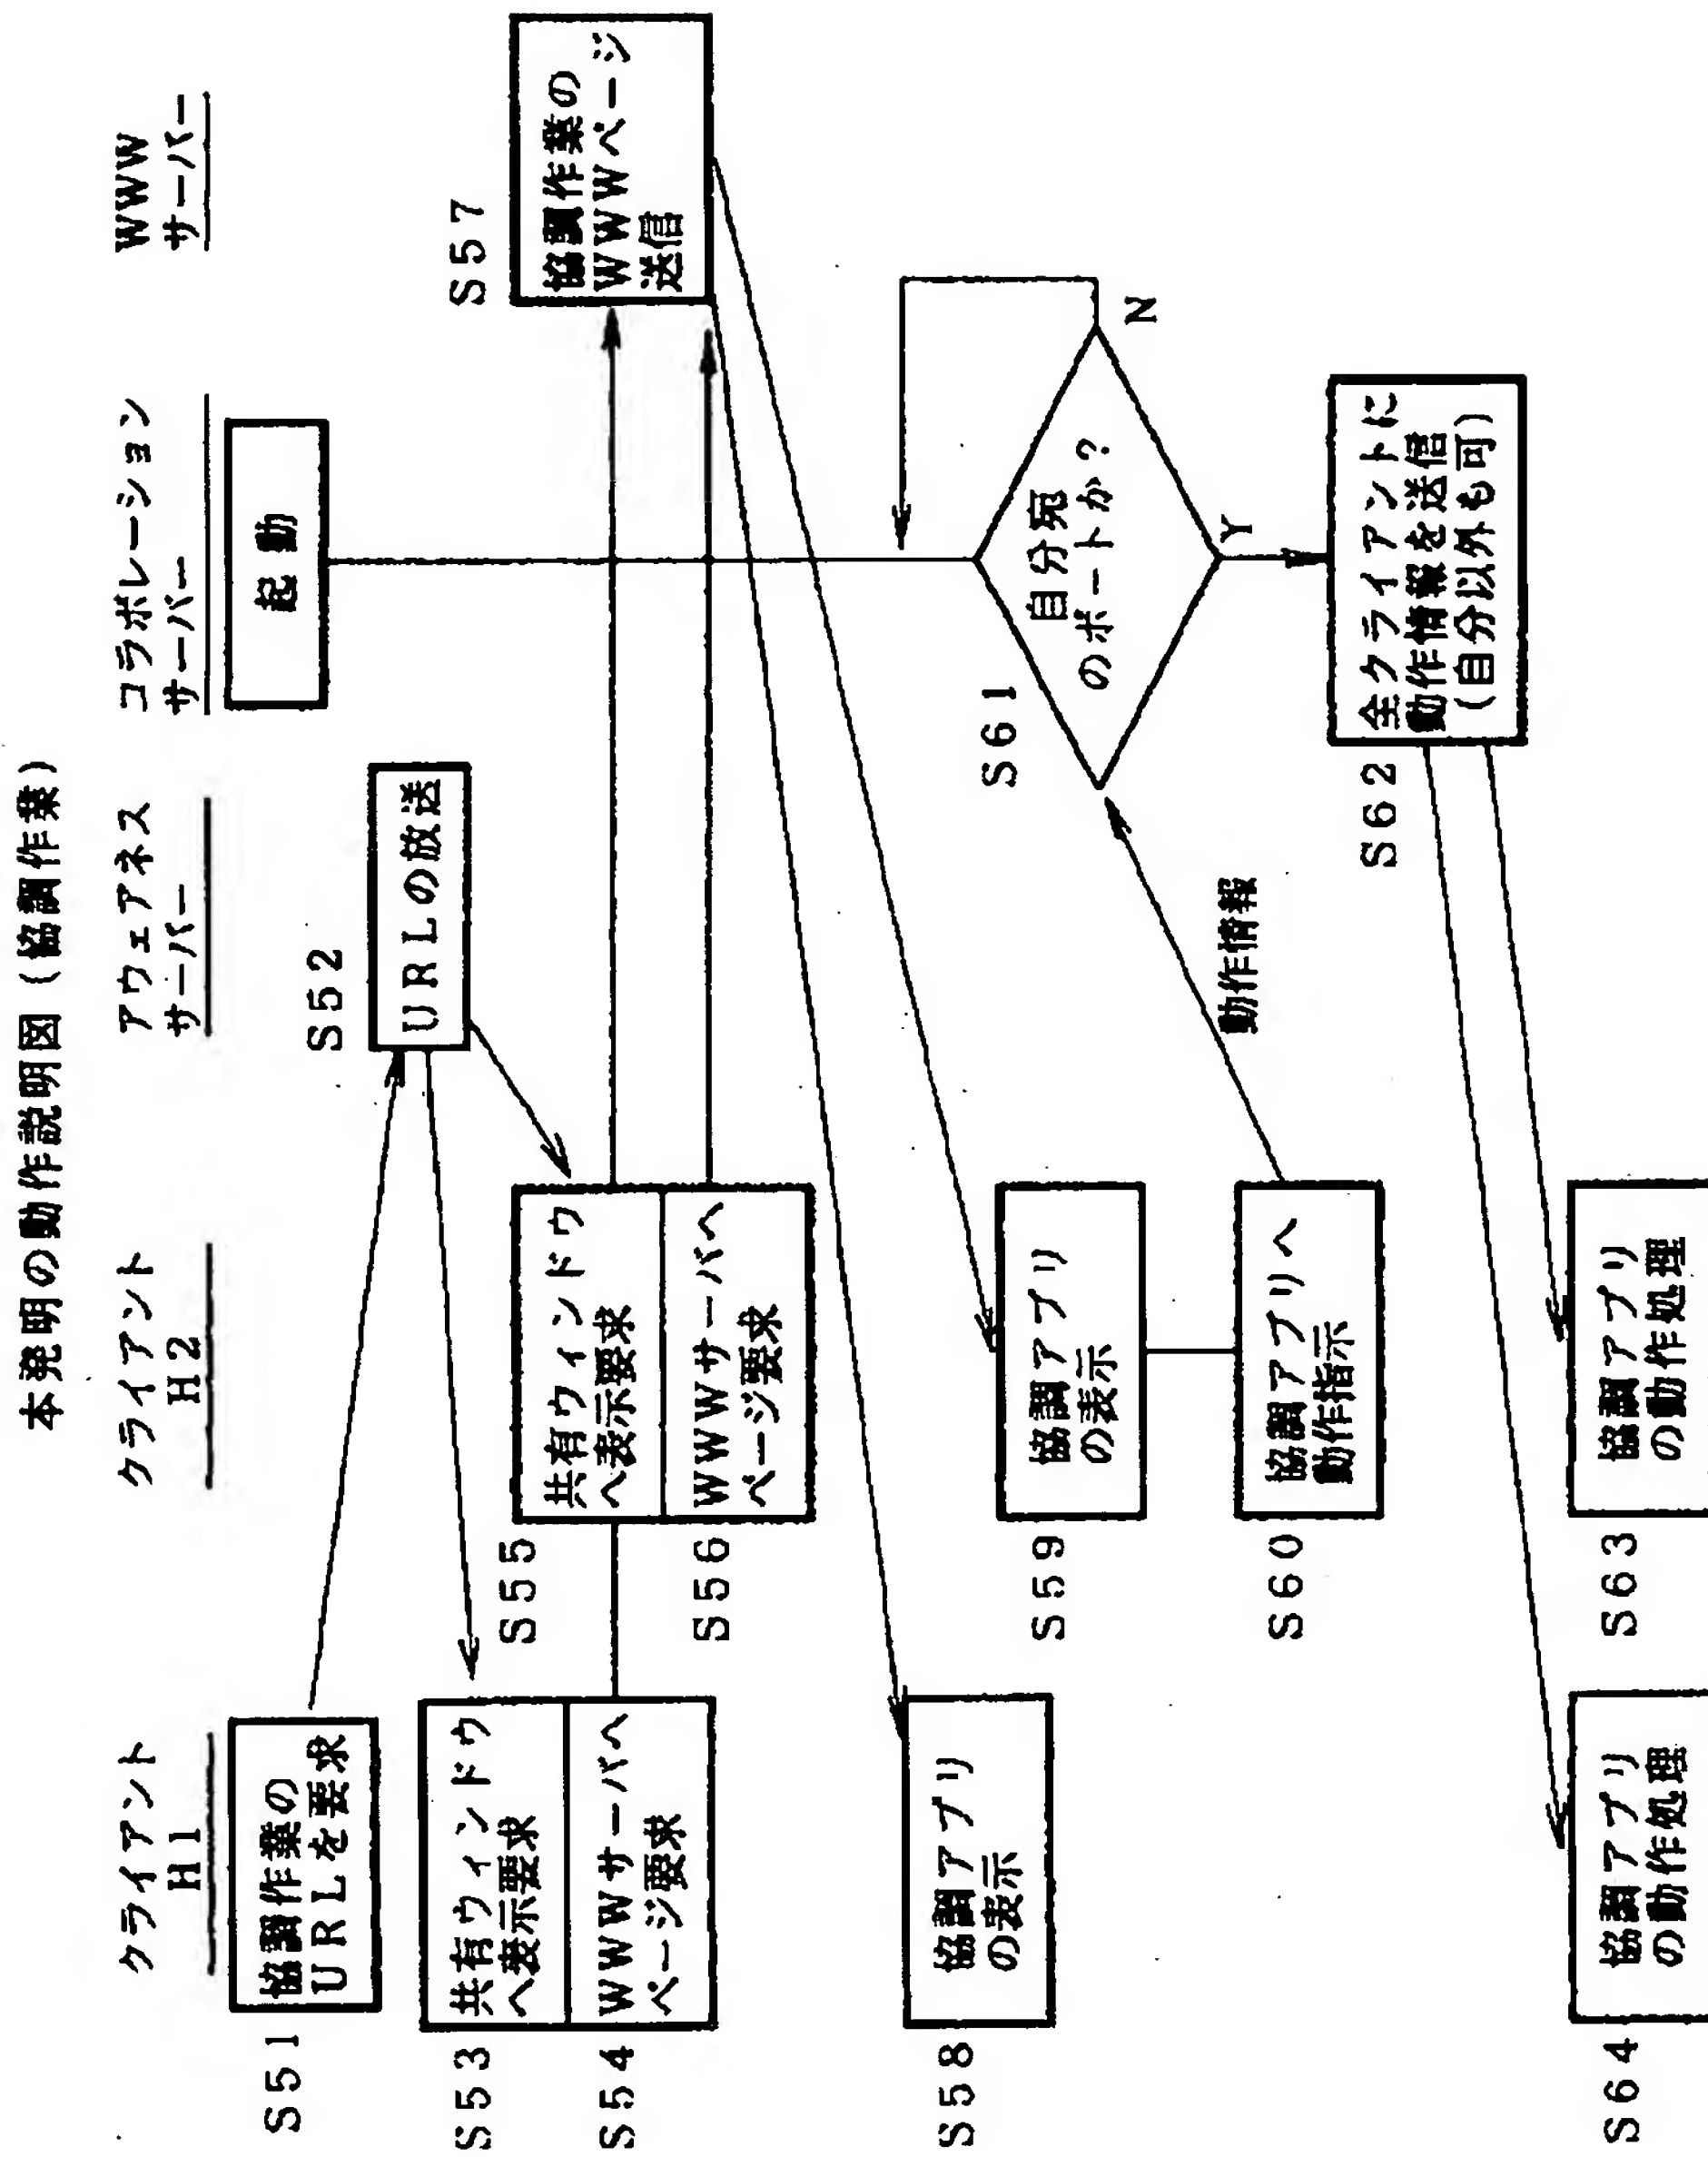 本発明の動作説明図（協調作業）
クライアント
H1
クライアント
H2
アウェアネス
サーバー
コラボレーション
サーバー
WWW
サーバー
起動
S51
協調作業の
URLを要求
S52
URLの放送
S53
共有ウィンドウ
へ表示要求
S54
WWWサーバへ
ページ要求
S55
共有ウィンドウ
へ表示要求
S56
WWWサーバへ
ページ要求
S57
協調作業の
WWWページ
送信
S58
協調アプリ
の表示
S59
協調アプリ
の表示
S60
協調アプリへ
動作指示
動作情報
S61
自分宛
のポートか？
N
Y
S62
全クライアントに
動作情報を送信
（自分以外も可）
S63
協調アプリ
の動作処理
S64
協調アプリ
の動作処理